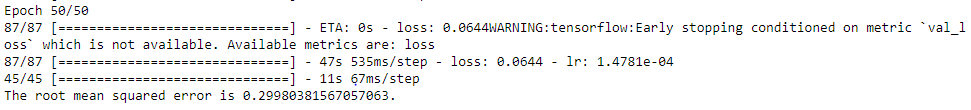 Epoch 50/50
87/87 [==============================] - ETA: 0s - loss: 0.0644WARNING:tensorflow:Early stopping conditioned on metric `val_l
oss` which is not available. Available metrics are: loss
87/87 [==============================] - 47s 535ms/step - loss: 0.0644 - lr: 1.4781e-04
45/45 [==============================] - 11s 67ms/step
The root mean squared error is 0.29980381567057063.